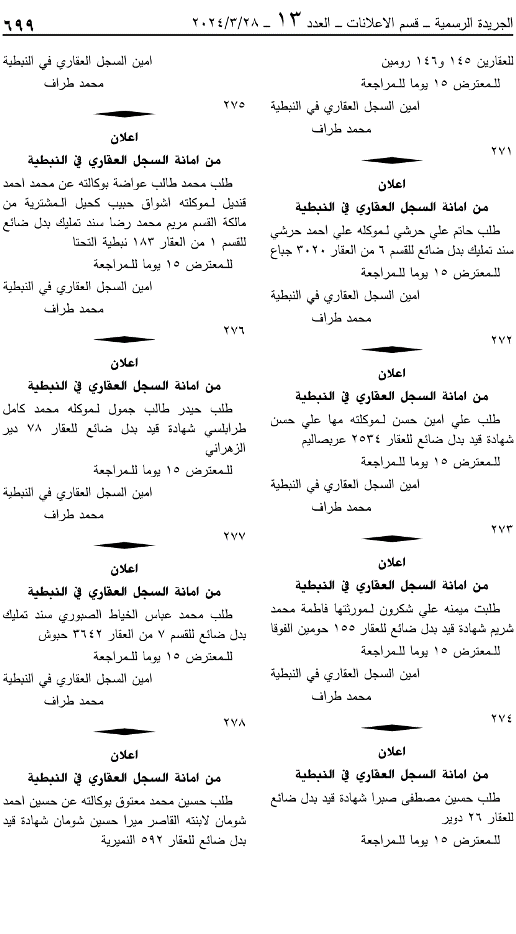 الجريدة الرسمية ــ قسم الاعلانات ــ العدد ١٣ ــ ٢٠٢٤/٣/٢٨
٦٩٩
للعقارين ١٤٥ و١٤٦ رومين
للمعترض ١٥ يوما للمراجعة
امين السجل العقاري في النبطية
محمد طراف
٢٧١
اعلان
من امانة السجل العقاري في النبطية
طلب حاتم علي حرشي لموكله علي احمد حرشي
سند تمليك بدل ضائع للقسم ٦ من العقار ٣٠٢٠ جباع
للمعترض ١٥ يوما للمراجعة
امين السجل العقاري في النبطية
محمد طراف
٢٧٢
اعلان
من امانة السجل العقاري في النبطية
طلب علي امين حسن لموكلته مها علي حسن
شهادة قيد بدل ضائع للعقار ٢٥٣٤ عربصاليم
للمعترض ١٥ يوما للمراجعة
امين السجل العقاري في النبطية
محمد طراف
٢٧٣
اعلان
من امانة السجل العقاري في النبطية
طلبت ميمنه علي شكرون لمورثتها فاطمة محمد
شريم شهادة قيد بدل ضائع للعقار ١٥٥ حومين الفوقا
للمعترض ١٥ يوما للمراجعة
امين السجل العقاري في النبطية
محمد طراف
٢٧٤
اعلان
من امانة السجل العقاري في النبطية
طلب حسين مصطفى صبرا شهادة قيد بدل ضائع
للعقار ٢٦ دوير
للمعترض ١٥ يوما للمراجعة
امين السجل العقاري في النبطية
محمد طراف
٢٧٥
اعلان
من امانة السجل العقاري في النبطية
طلب محمد طالب عواضة بوكالته عن محمد احمد
قنديل لموكلته اشواق حبيب كحيل المشترية من
مالكة القسم مريم محمد رضا سند تمليك بدل ضائع
للقسم ١ من العقار ١٨٣ نبطية التحتا
للمعترض ١٥ يوما للمراجعة
امين السجل العقاري في النبطية
محمد طراف
٢٧٦
اعلان
من امانة السجل العقاري في النبطية
طلب حيدر طالب جمول لموكله محمد كامل
طرابلسي شهادة قيد بدل ضائع للعقار ٧٨ دير
الزهراني
للمعترض ١٥ يوما للمراجعة
امين السجل العقاري في النبطية
محمد طراف
٢٧٧
اعلان
من امانة السجل العقاري في النبطية
طلب محمد عباس الخياط الصبوري سند تمليك
بدل ضائع للقسم ٧ من العقار ٣٦٤٢ حبوش
للمعترض ١٥ يوما للمراجعة
امين السجل العقاري في النبطية
محمد طراف
٢٧٨
اعلان
من امانة السجل العقاري في النبطية
طلب حسين محمد معتوق بوكالته عن حسين احمد
شومان لابنته القاصر ميرا حسين شومان شهادة قيد
بدل ضائع للعقار ٥٩٢ النميرية